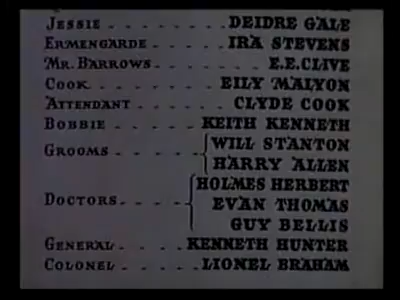 JESSIE - - - - - - - DEIDRE GALE
ERMENGARDE - - - - IRA STEVENS
MR. BARROWS - - - - - - E.E.CLIVE
COOK - - - - - - EILY MALYON
ATTENDANT - - - - - CLYDE COOK
BOBBIE - - - - - KEITH KENNETH
GROOMS - - - - - WILL STANTON
HARRY ALLEN
DOCTORS - - - - HOLMES HERBERT
EVAN THOMAS
GUY BELLIS
GENERAL - - - - KENNETH HUNTER
COLONEL - - - - - LIONEL BRAHAM